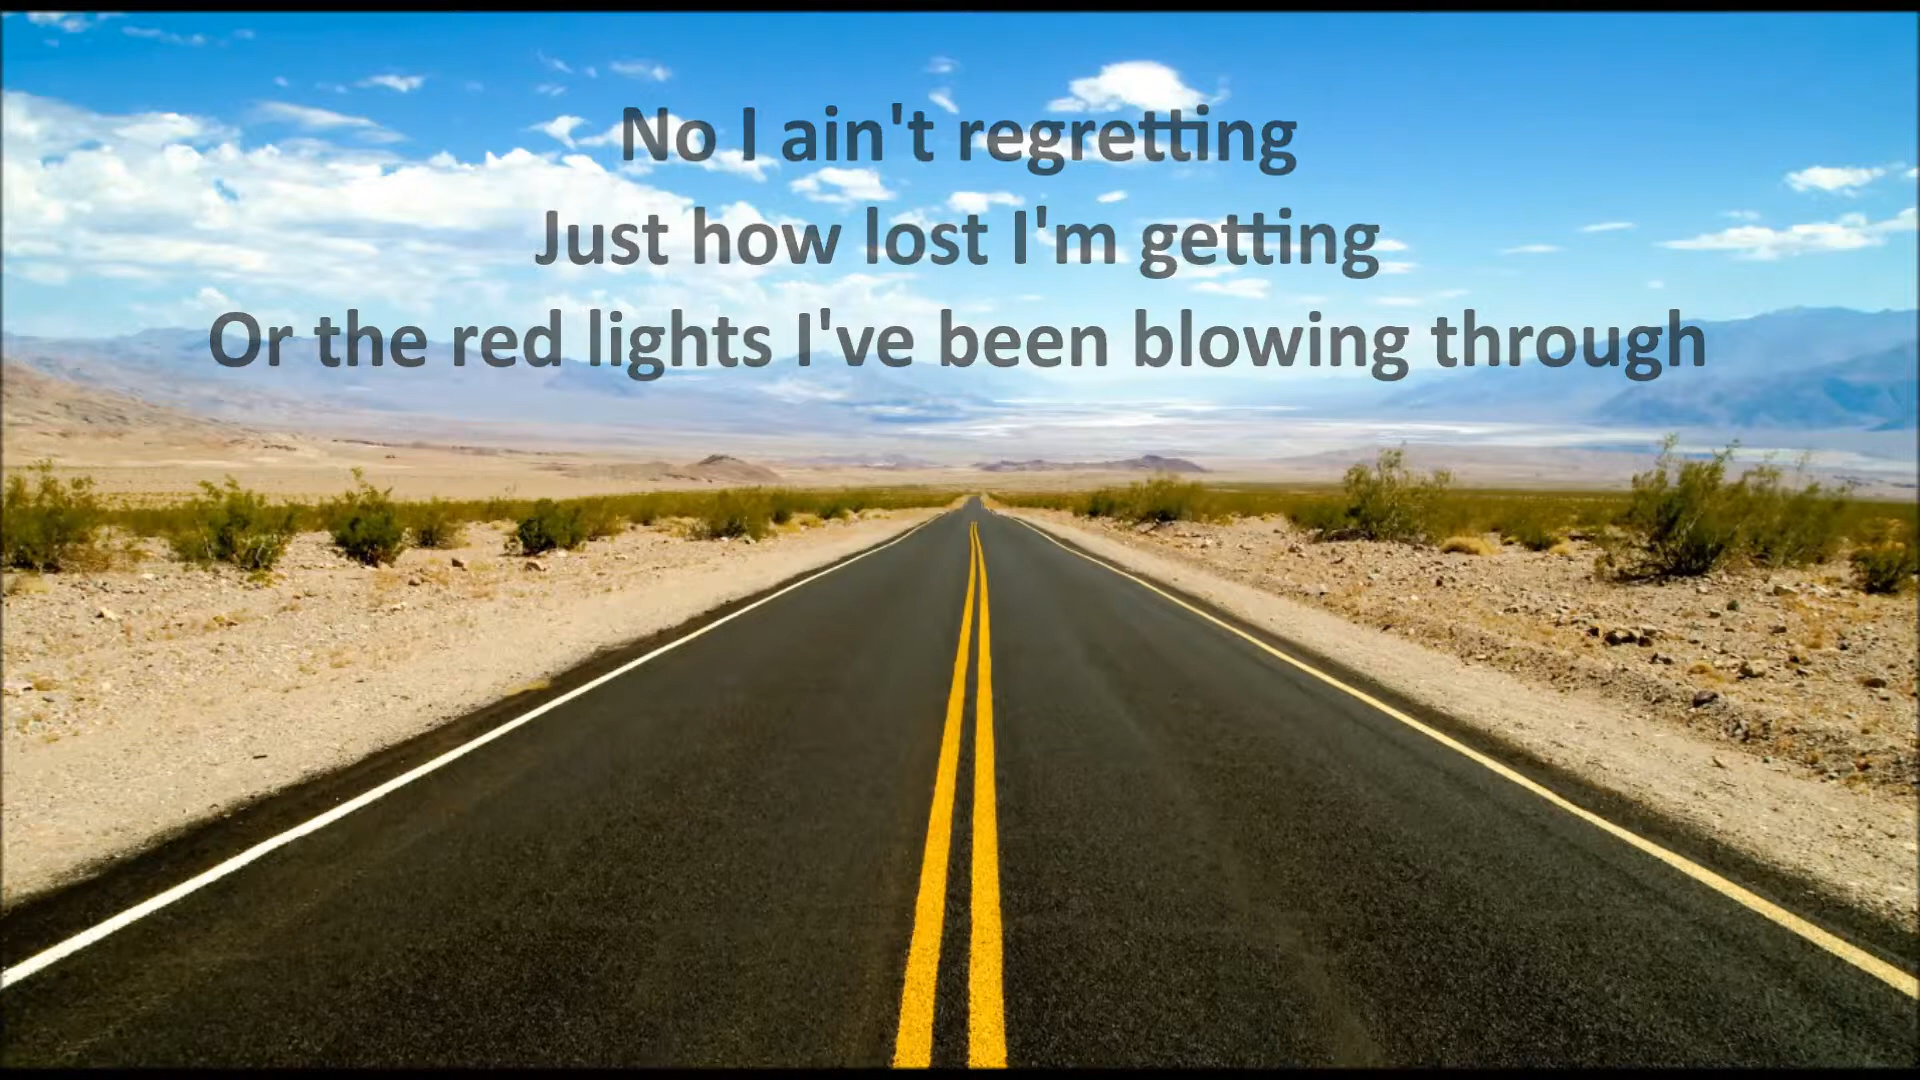 No I ain't regretting
Just how lost I'm getting
Or the red lights I've been blowing through